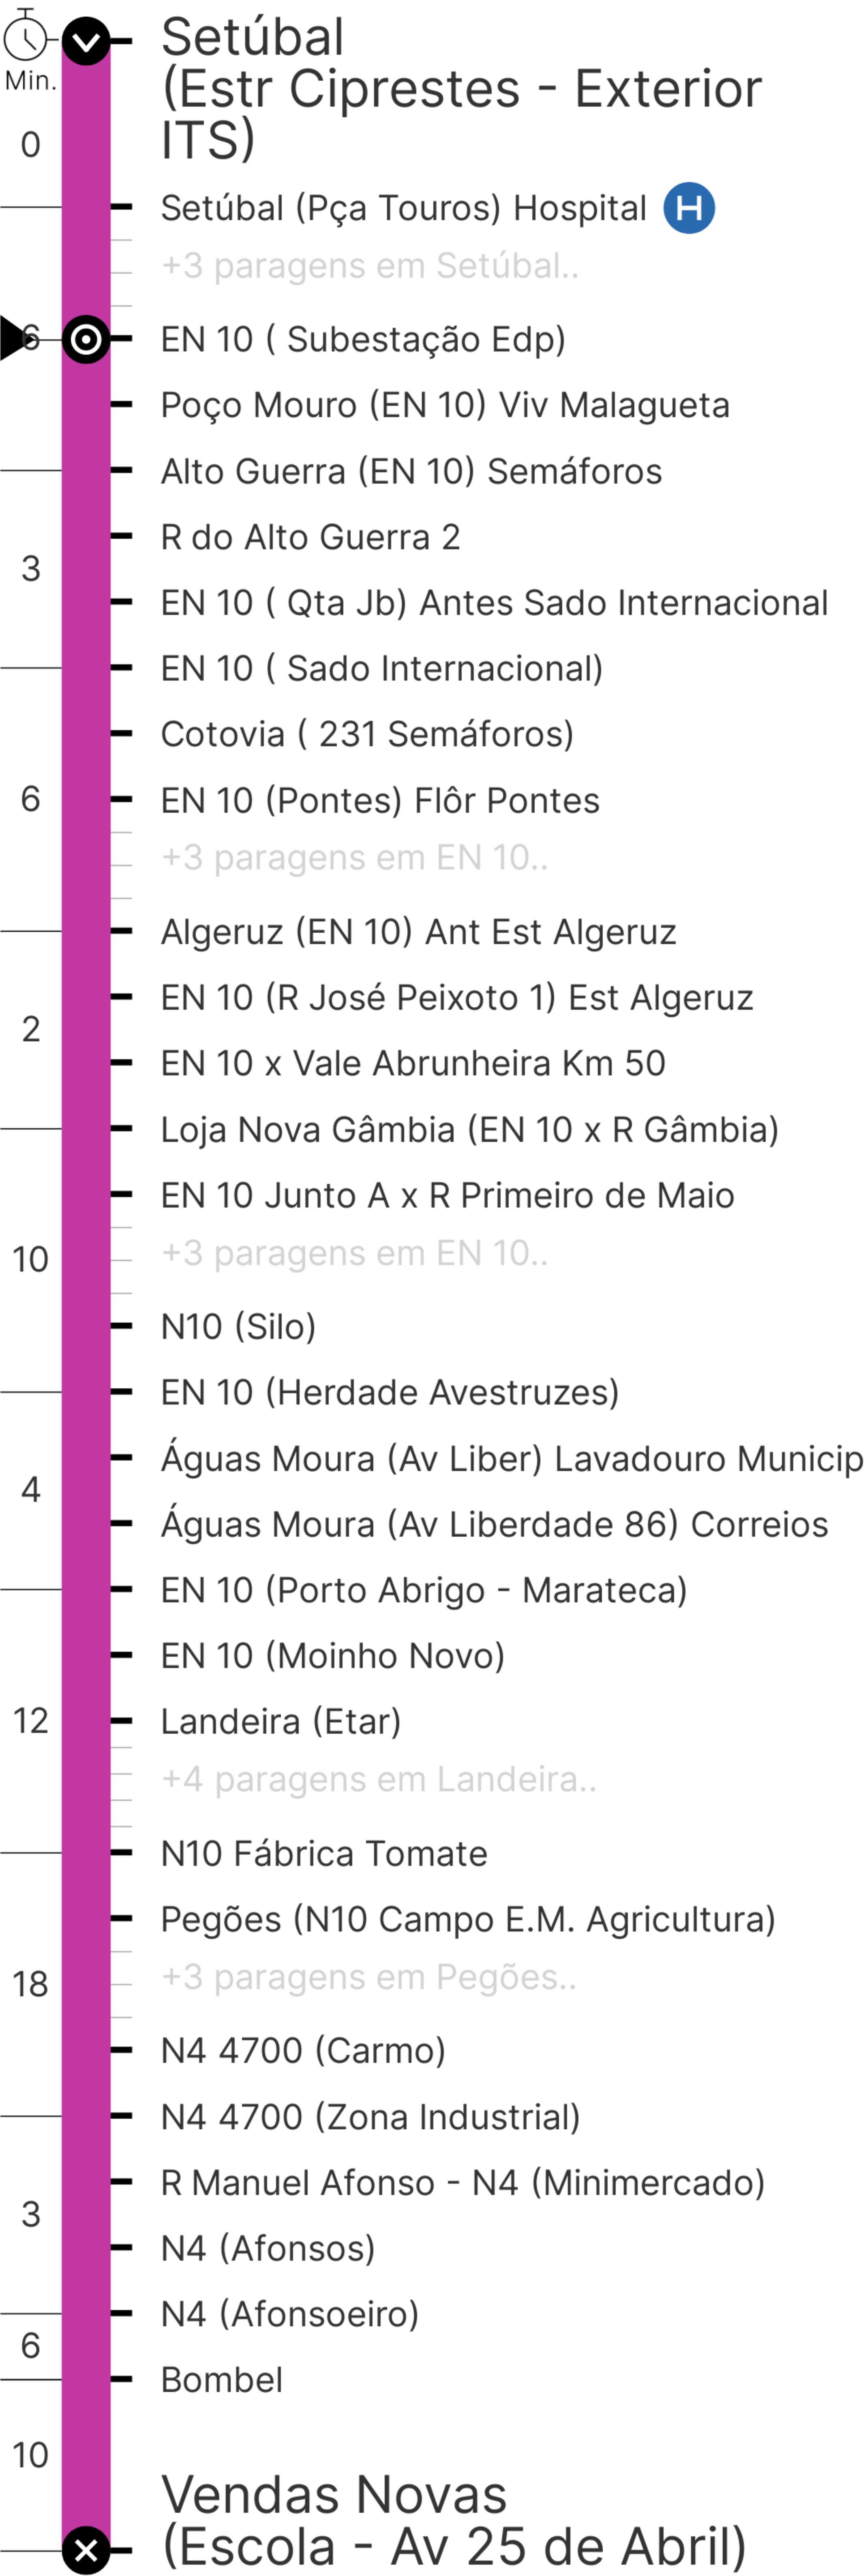 Min.
Setúbal
(Estr Ciprestes - Exterior
ITS)
0
Setúbal (Pça Touros) Hospital H
+3 paragens em Setúbal..
6
EN 10 ( Subestação Edp)
Poço Mouro (EN 10) Viv Malagueta
Alto Guerra (EN 10) Semáforos
R do Alto Guerra 2
3
EN 10 ( Qta Jb) Antes Sado Internacional
EN 10 ( Sado Internacional)
Cotovia ( 231 Semáforos)
6
EN 10 (Pontes) Flôr Pontes
+3 paragens em EN 10..
Algeruz (EN 10) Ant Est Algeruz
EN 10 (R José Peixoto 1) Est Algeruz
2
EN 10 x Vale Abrunheira Km 50
Loja Nova Gâmbia (EN 10 x R Gâmbia)
EN 10 Junto A x R Primeiro de Maio
10
+3 paragens em EN 10..
N10 (Silo)
EN 10 (Herdade Avestruzes)
Águas Moura (Av Liber) Lavadouro Municip
4
Águas Moura (Av Liberdade 86) Correios
EN 10 (Porto Abrigo - Marateca)
EN 10 (Moinho Novo)
12
Landeira (Etar)
+4 paragens em Landeira..
N10 Fábrica Tomate
Pegões (N10 Campo E.M. Agricultura)
18
+3 paragens em Pegões..
N4 4700 (Carmo)
N4 4700 (Zona Industrial)
R Manuel Afonso - N4 (Minimercado)
3
N4 (Afonsos)
N4 (Afonsoeiro)
6
Bombel
10
Vendas Novas
(Escola - Av 25 de Abril)